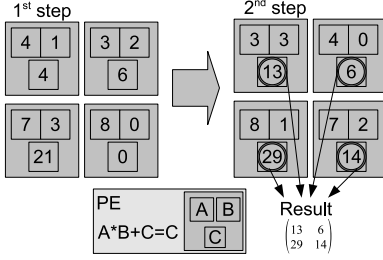 1st step
2nd step
4 1
3 2
4
6
7 3
8 0
21
0
3 3
4 0
13
6
8 1
7 2
29
14
PE
A*B+C=C
A B
C
Result
13 6
29 14